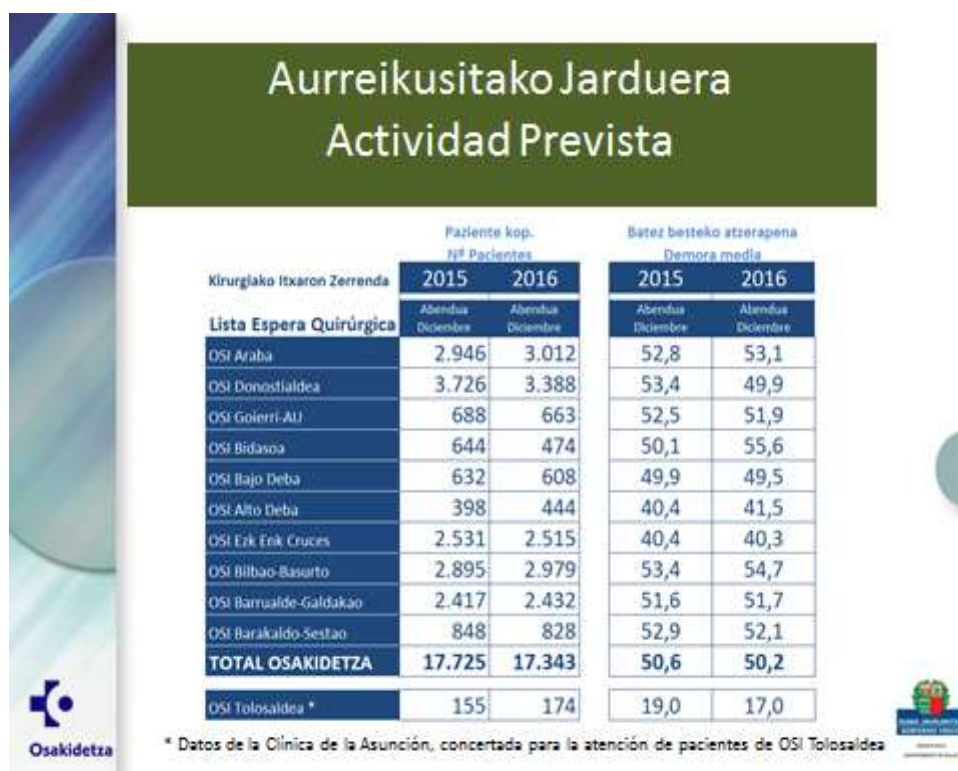 Aurreikusitako Jarduera
Actividad Prevista
Paziente kop. Batez besteko atzerapena
Nº Pacientes Demora media
Kirurgiako Itxaron Zerrenda 2015 2016 2015 2016
Lista Espera Quirúrgica Abendua Diciembre Abendua Diciembre Abendua Diciembre Abendua Diciembre
OSI Araba 2.946 3.012 52,8 53,1
OSI Donostialdea 3.726 3.388 53,4 49,9
OSI Goierri-AU 688 663 52,5 51,9
OSI Bidasoa 644 474 50,1 55,6
OSI Bajo Deba 632 608 49,9 49,5
OSI Alto Deba 398 444 40,4 41,5
OSI Ezk Enk Cruces 2.531 2.515 40,4 40,3
OSI Bilbao-Basurto 2.895 2.979 53,4 54,7
OSI Barrualde-Galdakao 2.417 2.432 51,6 51,7
OSI Barakaldo-Sestao 848 828 52,9 52,1
TOTAL OSAKIDETZA 17.725 17.343 50,6 50,2
OSI Tolosaldea * 155 174 19,0 17,0
* Datos de la Clínica de la Asunción, concertada para la atención de pacientes de OSI Tolosaldea
Osakidetza